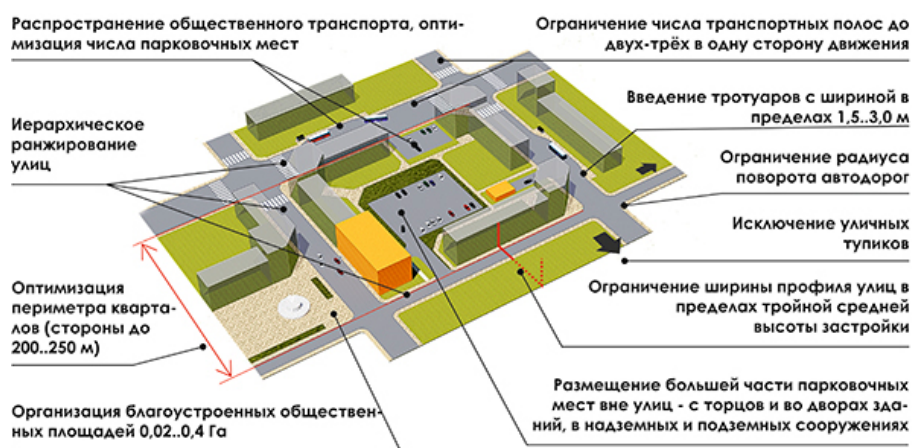 Распространение общественного транспорта, опти-
мизация числа парковочных мест
Ограничение числа транспортных полос до
двух-трёх в одну сторону движения
Иерархическое
ранжирование
улиц
Введение тротуаров с шириной в
пределах 1,5..3,0 м
Ограничение радиуса
поворота автодорог
Исключение уличных
тупиков
Оптимизация
периметра кварта-
лов (стороны до
200..250 м)
Ограничение ширины профиля улиц в
пределах тройной средней
высоты застройки
Организация благоустроенных обществен-
ных площадей 0,02..0,4 Га
Размещение большей части парковочных
мест вне улиц - с торцов и во дворах зда-
ний, в надземных и подземных сооружениях